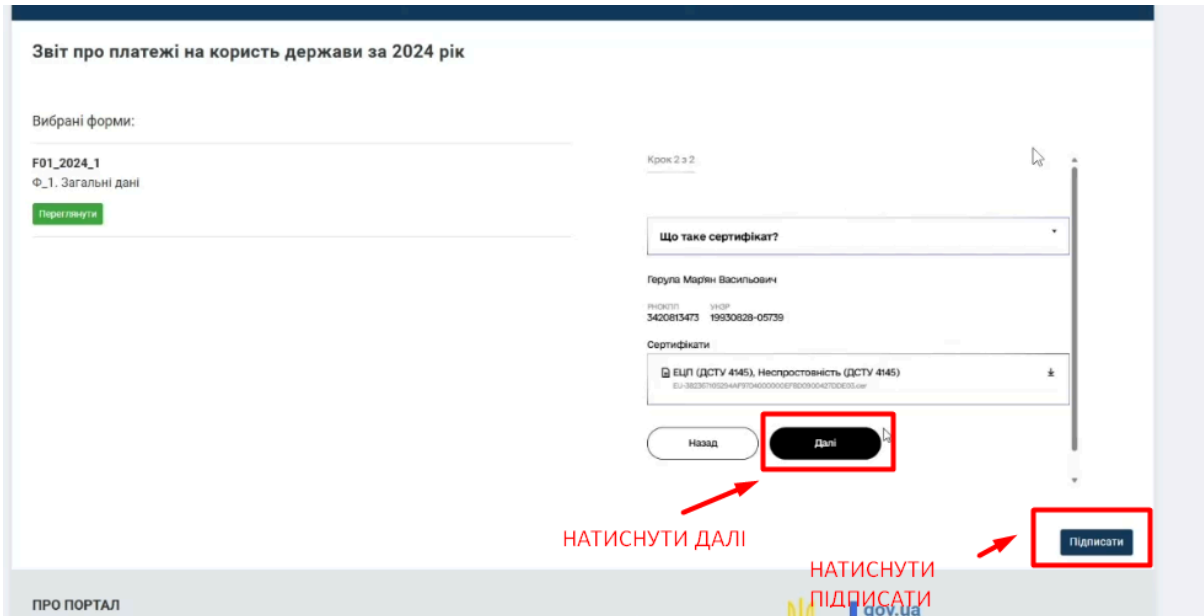 Звіт про платежі на користь держави за 2024 рік
Вибрані форми:
F01_2024_1
Ф_1. Загальні дані
Переглянути
Крок 2 з 2
Що таке сертифікат?
Герула Мар'ян Васильович
РНОКПП УНЗР
3420813473 19930828-05739
Сертифікати
ЕЦП (ДСТУ 4145), Неспростовність (ДСТУ 4145)
Назад Далі
НАТИСНУТИ ДАЛІ
Підписати
НАТИСНУТИ
ПІДПИСАТИ
ПРО ПОРТАЛ
gov.ua